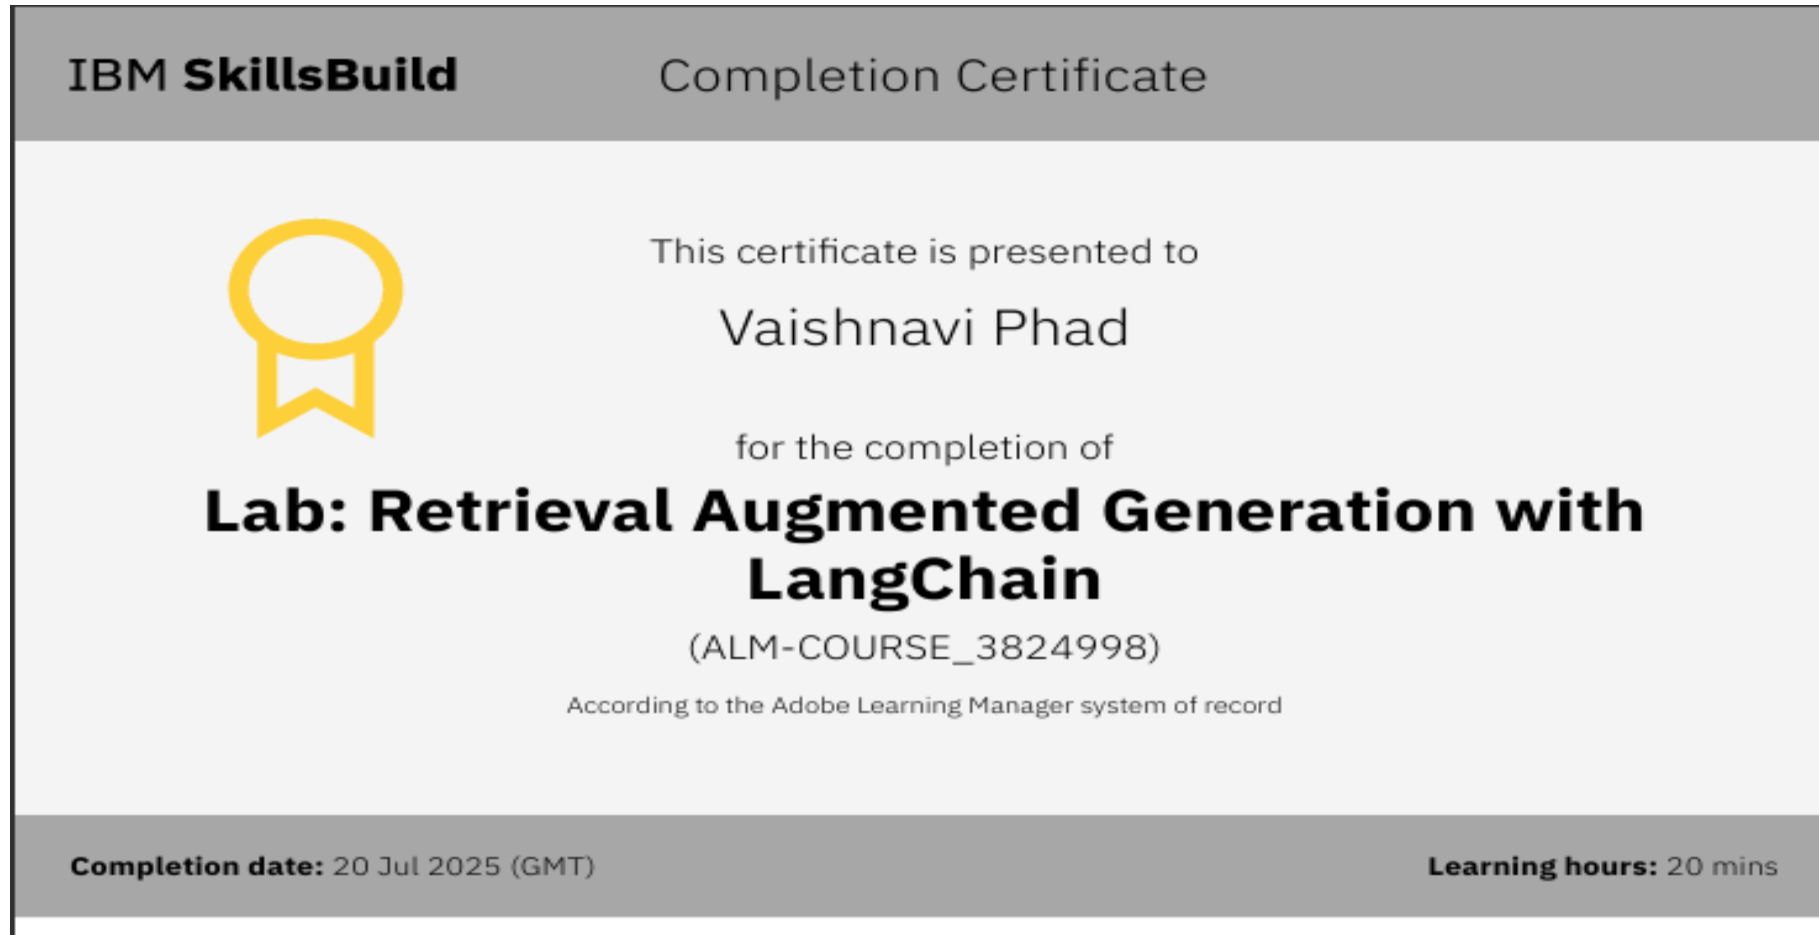 IBM SkillsBuild
Completion Certificate
This certificate is presented to
Vaishnavi Phad
for the completion of
Lab: Retrieval Augmented Generation with
LangChain
(ALM-COURSE_3824998)
According to the Adobe Learning Manager system of record
Completion date: 20 Jul 2025 (GMT)
Learning hours: 20 mins